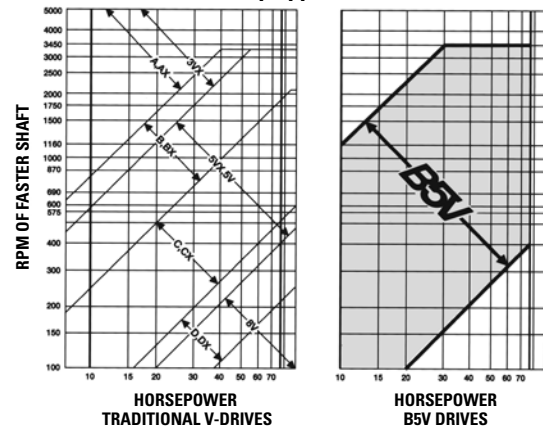 5000
4000
3450
3000
2000
1750
1500
1160
1000
870
690
600
575
400
300
200
150
100
RPM OF FASTER SHAFT
A,AX
3VX
B,BX
5VX,5V
C,CX
D,DX
8V
10 15 20 30 40 50 60 70
HORSEPOWER
TRADITIONAL V-DRIVES
B5V
10 15 20 30 40 50 60 70
HORSEPOWER
B5V DRIVES